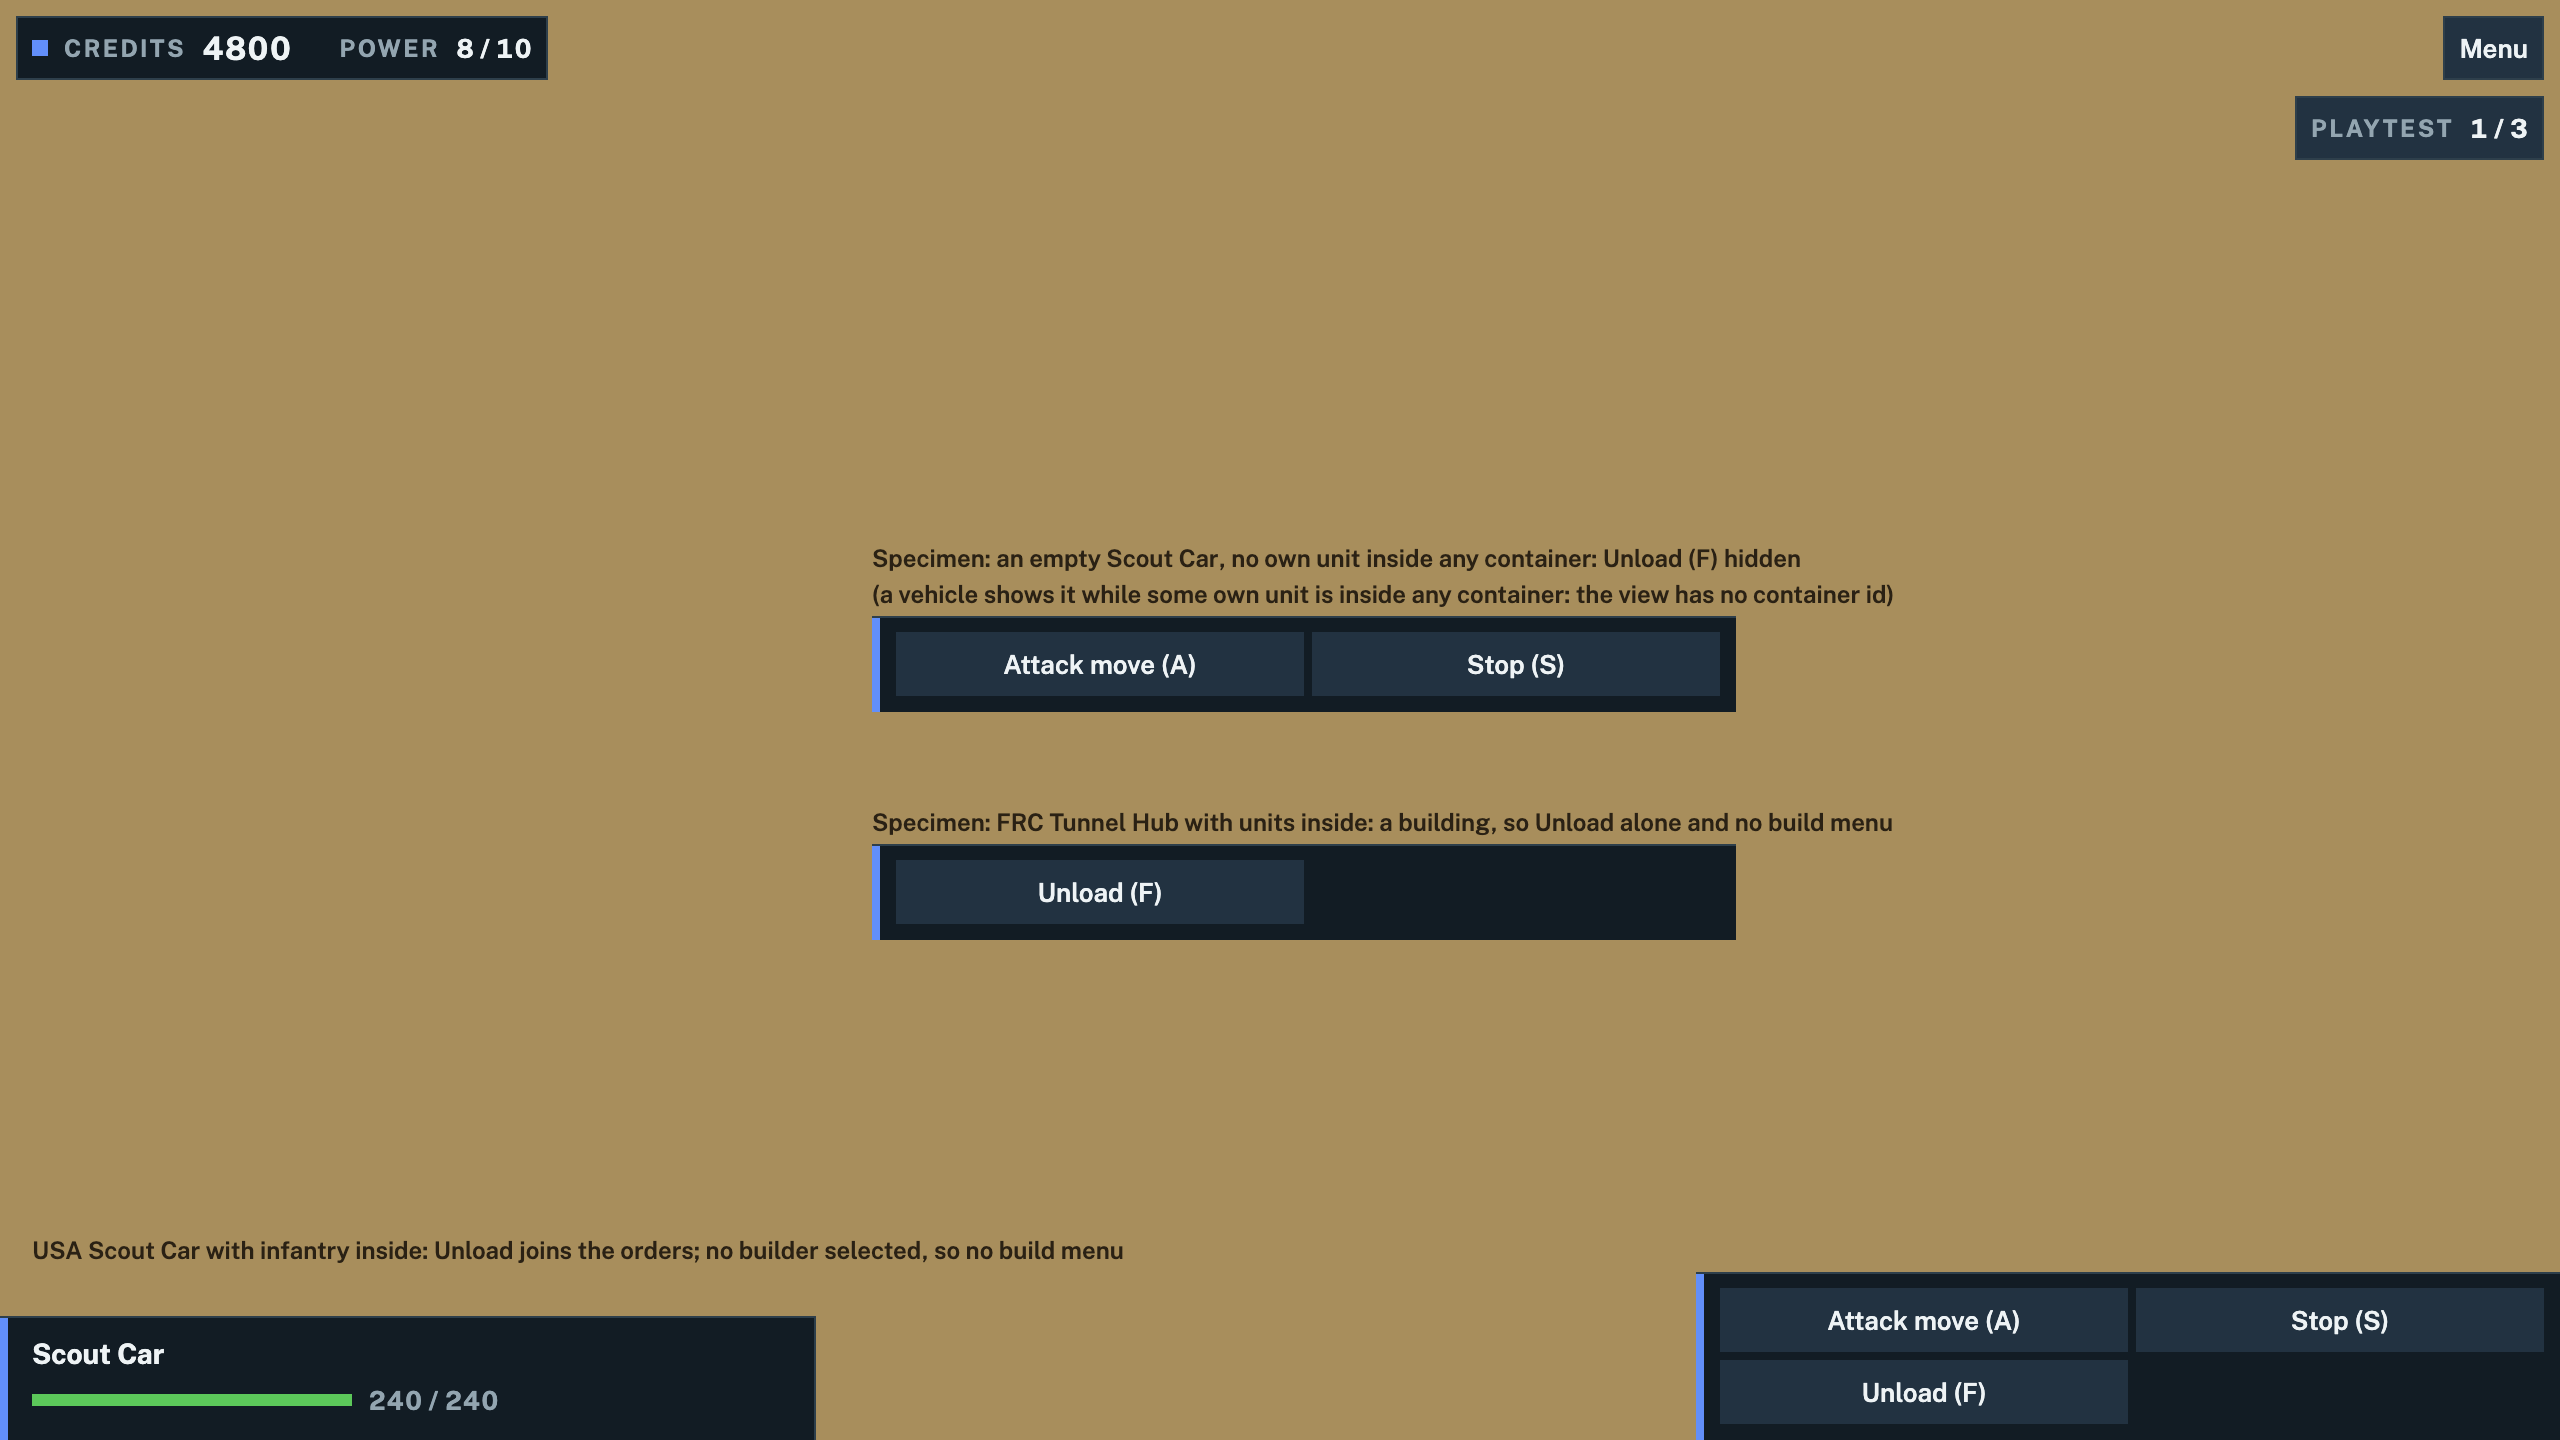 CREDITS 4800 POWER 8 / 10
Menu
PLAYTEST 1 / 3
Specimen: an empty Scout Car, no own unit inside any container: Unload (F) hidden
(a vehicle shows it while some own unit is inside any container: the view has no container id)
Attack move (A) Stop (S)
Specimen: FRC Tunnel Hub with units inside: a building, so Unload alone and no build menu
Unload (F)
USA Scout Car with infantry inside: Unload joins the orders; no builder selected, so no build menu
Scout Car
240 / 240
Attack move (A) Stop (S)
Unload (F)